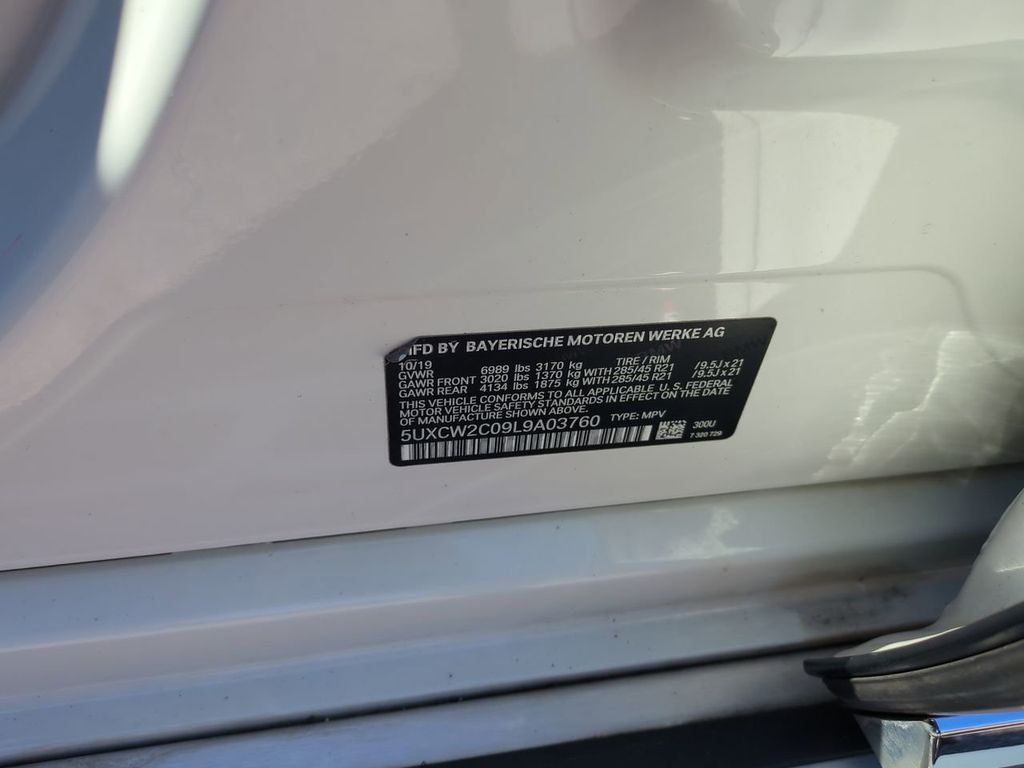 MFD BY BAYERISCHE MOTOREN WERKE AG
10/19 TIRE / RIM
GVWR 6989 lbs 3170 kg
GAWR FRONT 3020 lbs 1370 kg WITH 285/45 R21 /9.5J x 21
GAWR REAR 4134 lbs 1875 kg WITH 285/45 R21 /9.5J x 21
THIS VEHICLE CONFORMS TO ALL APPLICABLE U. S. FEDERAL
MOTOR VEHICLE SAFETY STANDARDS IN EFFECT ON THE DATE
OF MANUFACTURE SHOWN ABOVE.
5UXCW2C09L9A03760 TYPE: MPV 300U
7 320 729